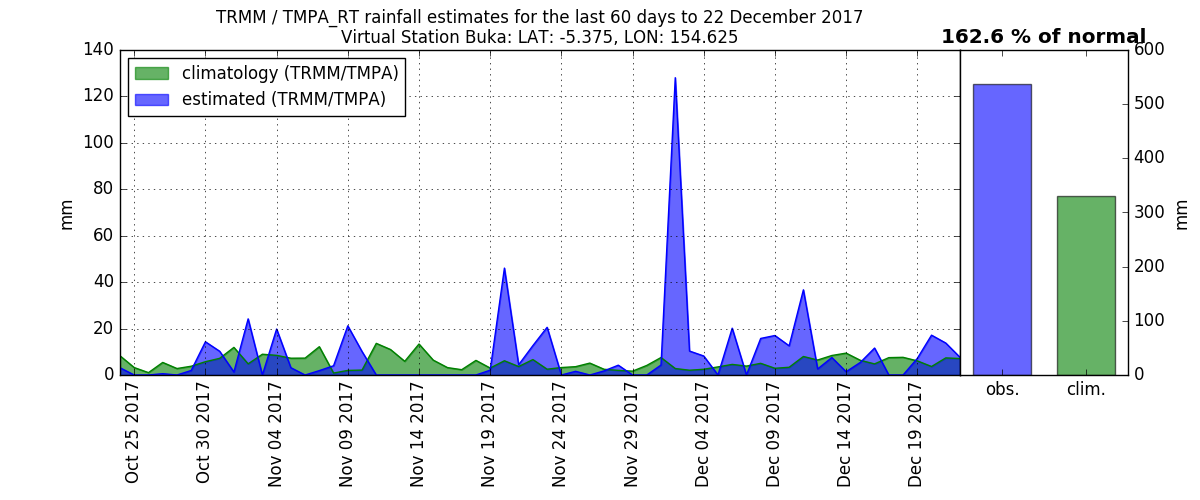 TRMM / TMPA_RT rainfall estimates for the last 60 days to 22 December 2017
Virtual Station Buka: LAT: -5.375, LON: 154.625
162.6 % of normal
climatology (TRMM/TMPA)
estimated (TRMM/TMPA)
mm
140
120
100
80
60
40
20
0
Oct 25 2017
Oct 30 2017
Nov 04 2017
Nov 09 2017
Nov 14 2017
Nov 19 2017
Nov 24 2017
Nov 29 2017
Dec 04 2017
Dec 09 2017
Dec 14 2017
Dec 19 2017
obs.
clim.
600
500
400
300
200
100
0
mm